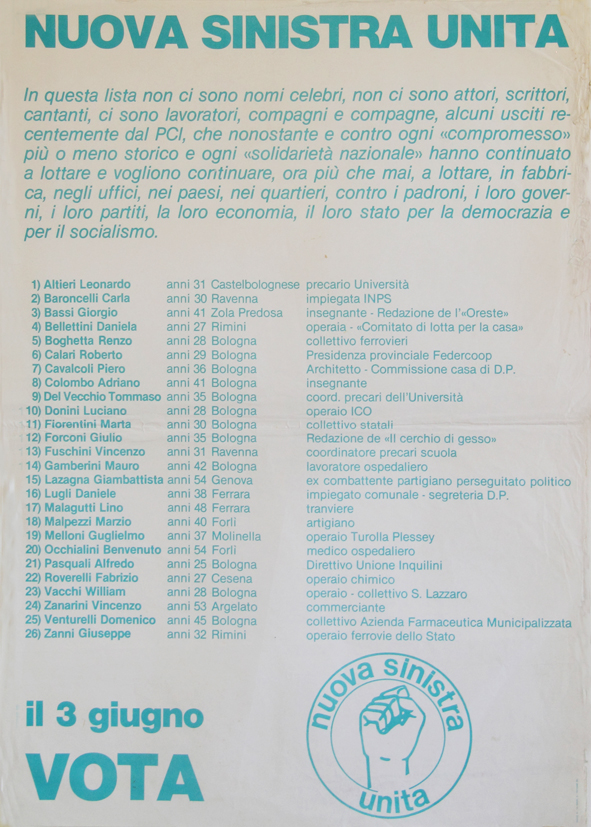 NUOVA SINISTRA UNITA
In questa lista non ci sono nomi celebri, non ci sono attori, scrittori,
cantanti, ci sono lavoratori, compagni e compagne, alcuni usciti re-
centemente dal PCI, che nonostante e contro ogni «compromesso»
più o meno storico e ogni «solidarietà nazionale» hanno continuato
a lottare e vogliono continuare, ora più che mai, a lottare, in fabbri-
ca, negli uffici, nei paesi, nei quartieri, contro i padroni, i loro gover-
ni, i loro partiti, la loro economia, il loro stato per la democrazia e
per il socialismo.
1) Altieri Leonardo anni 31 Castelbolognese precario Università
2) Baroncelli Carla anni 30 Ravenna impiegata INPS
3) Bassi Giorgio anni 41 Zola Predosa insegnante - Redazione de l'«Oreste»
4) Bellettini Daniela anni 27 Rimini operaia - «Comitato di lotta per la casa»
5) Boghetta Renzo anni 28 Bologna collettivo ferrovieri
6) Calari Roberto anni 29 Bologna Presidenza provinciale Federcoop
7) Cavalcoli Piero anni 36 Bologna Architetto - Commissione casa di D.P.
8) Colombo Adriano anni 41 Bologna insegnante
9) Del Vecchio Tommaso anni 35 Bologna coord. precari dell'Università
10) Donini Luciano anni 28 Bologna operaio ICO
11) Fiorentini Marta anni 30 Bologna collettivo statali
12) Forconi Giulio anni 35 Bologna Redazione de «Il cerchio di gesso»
13) Fuschini Vincenzo anni 31 Ravenna coordinatore precari scuola
14) Gamberini Mauro anni 42 Bologna lavoratore ospedaliero
15) Lazagna Giambattista anni 54 Genova ex combattente partigiano perseguitato politico
16) Lugli Daniele anni 38 Ferrara impiegato comunale - segreteria D.P.
17) Malagutti Lino anni 48 Ferrara tranviere
18) Malpezzi Marzio anni 40 Forlì artigiano
19) Melloni Guglielmo anni 37 Molinella operaio Turolla Plessey
20) Occhialini Benvenuto anni 54 Forlì medico ospedaliero
21) Pasquali Alfredo anni 25 Bologna Direttivo Unione Inquilini
22) Roverelli Fabrizio anni 27 Cesena operaio chimico
23) Vacchi William anni 28 Bologna operaio - collettivo S. Lazzaro
24) Zanarini Vincenzo anni 53 Argelato commerciante
25) Venturelli Domenico anni 45 Bologna collettivo Azienda Farmaceutica Municipalizzata
26) Zanni Giuseppe anni 32 Rimini operaio ferrovie dello Stato
il 3 giugno
VOTA
nuova sinistra
unita